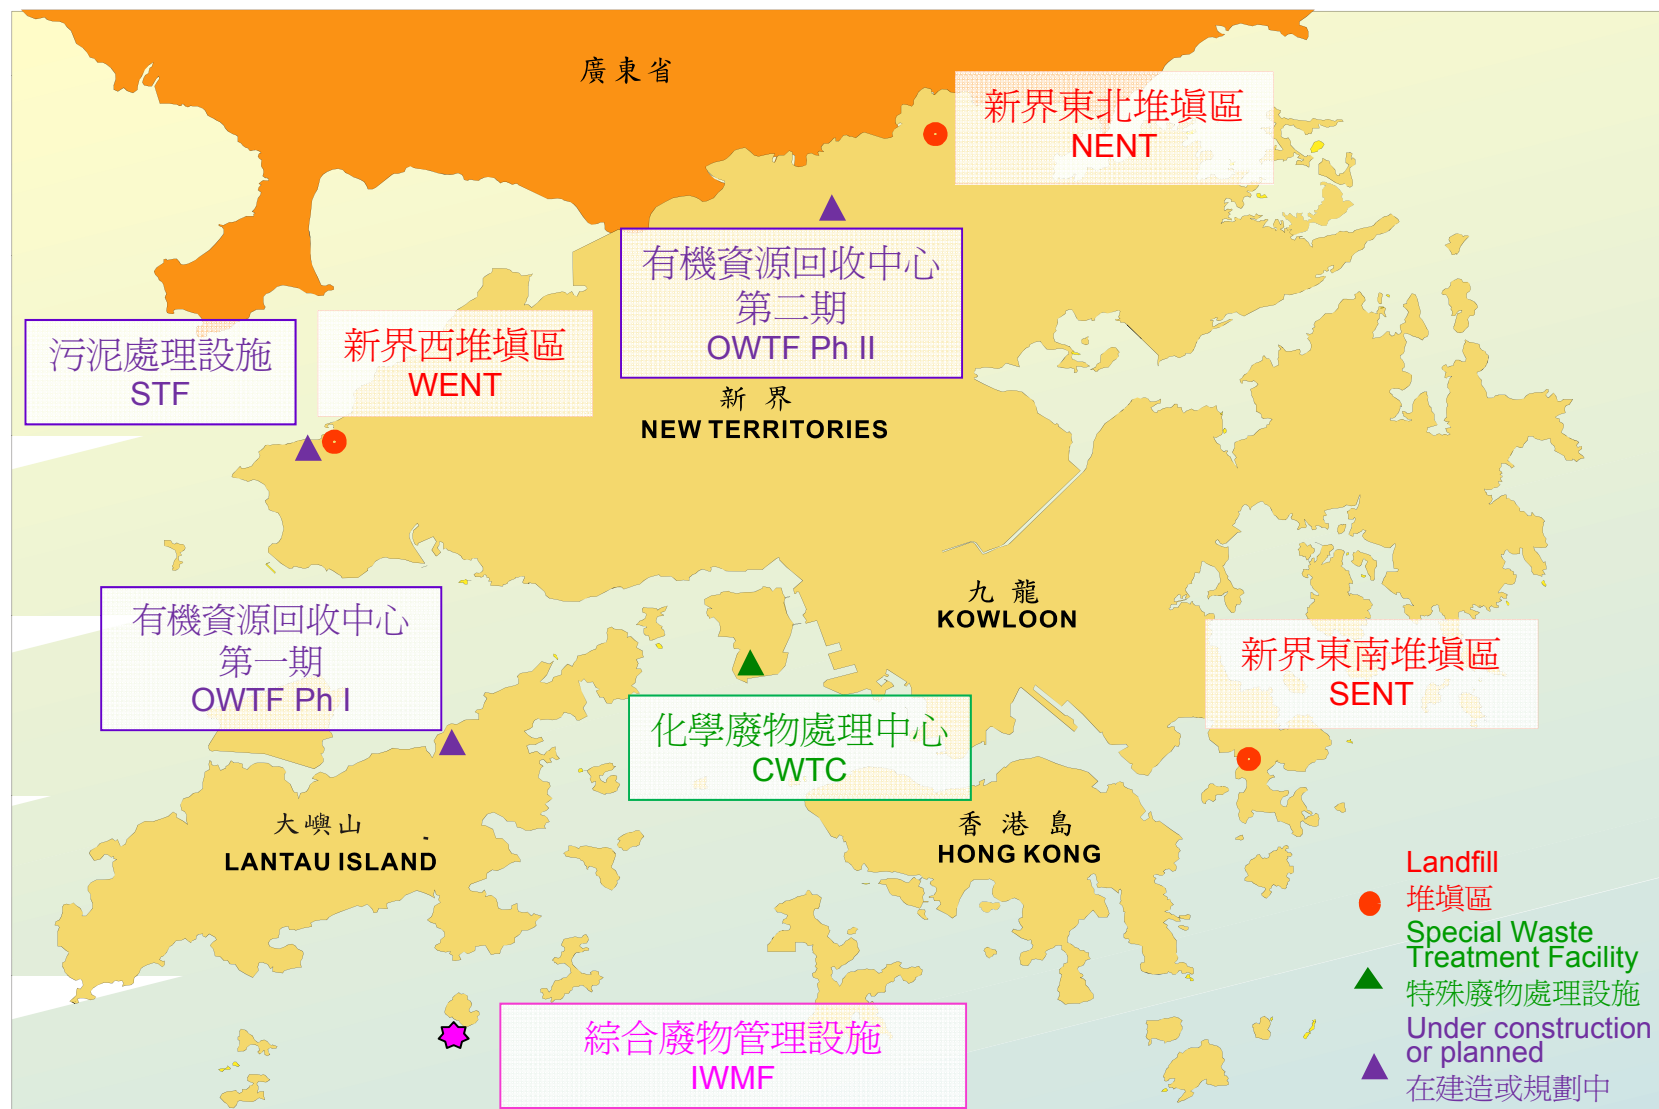 廣東省
新界東北堆填區
NENT
有機資源回收中心
第二期
OWTF Ph II
污泥處理設施
STF
新界西堆填區
WENT
新 界
NEW TERRITORIES
九 龍
KOWLOON
有機資源回收中心
第一期
OWTF Ph I
新界東南堆填區
SENT
化學廢物處理中心
CWTC
大嶼山
LANTAU ISLAND
香 港 島
HONG KONG
綜合廢物管理設施
IWMF
Landfill
堆填區
Special Waste
Treatment Facility
特殊廢物處理設施
Under construction
or planned
在建造或規劃中